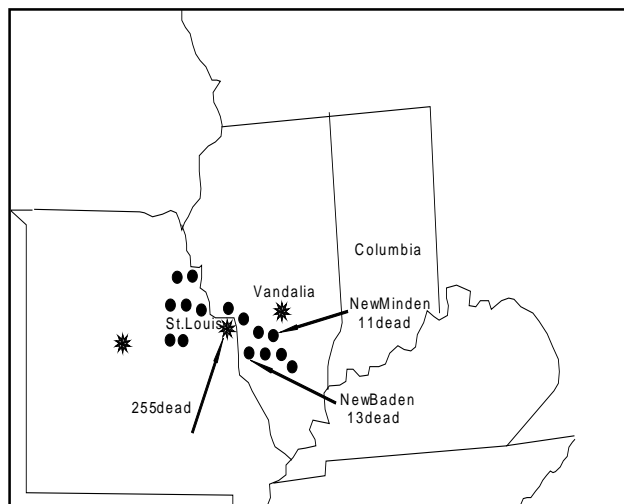 Columbia
Vandalia
NewMinden
11dead
St.Louis
255dead
NewBaden
13dead